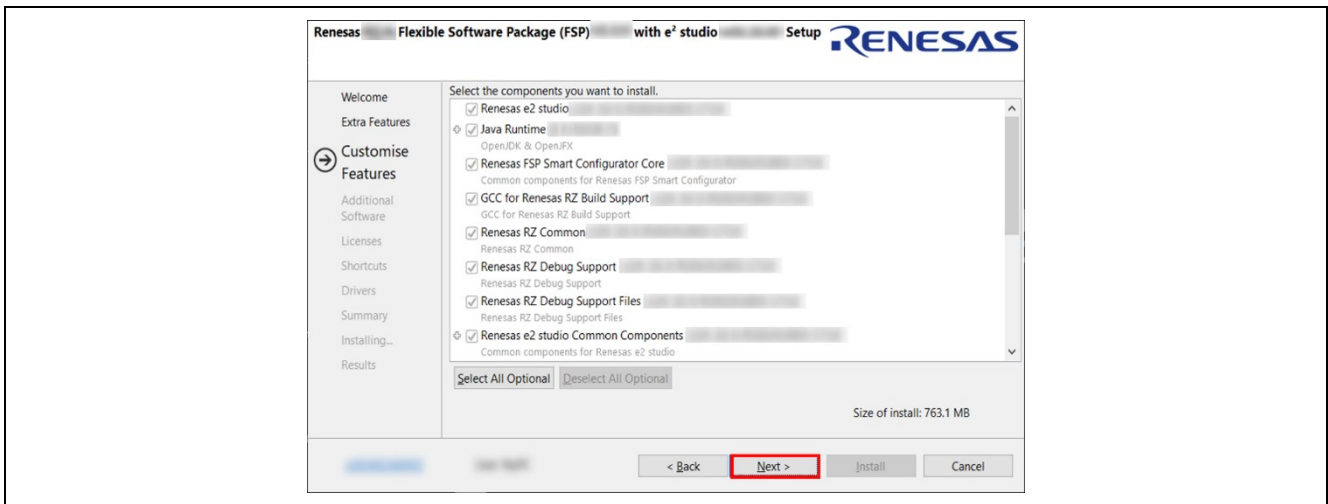 Renesas Flexible Software Package (FSP) with e² studio Setup
RENESAS
Welcome
Extra Features
Customise
Features
Additional
Software
Licenses
Shortcuts
Drivers
Summary
Installing...
Results
Select the components you want to install.
Renesas e2 studio
Java Runtime
OpenJDK & OpenJFX
Renesas FSP Smart Configurator Core
Common components for Renesas FSP Smart Configurator
GCC for Renesas RZ Build Support
GCC for Renesas RZ Build Support
Renesas RZ Common
Renesas RZ Common
Renesas RZ Debug Support
Renesas RZ Debug Support
Renesas RZ Debug Support Files
Renesas RZ Debug Support Files
Renesas e2 studio Common Components
Common components for Renesas e2 studio
Select All Optional Deselect All Optional
Size of install: 763.1 MB
< Back Next > Install Cancel